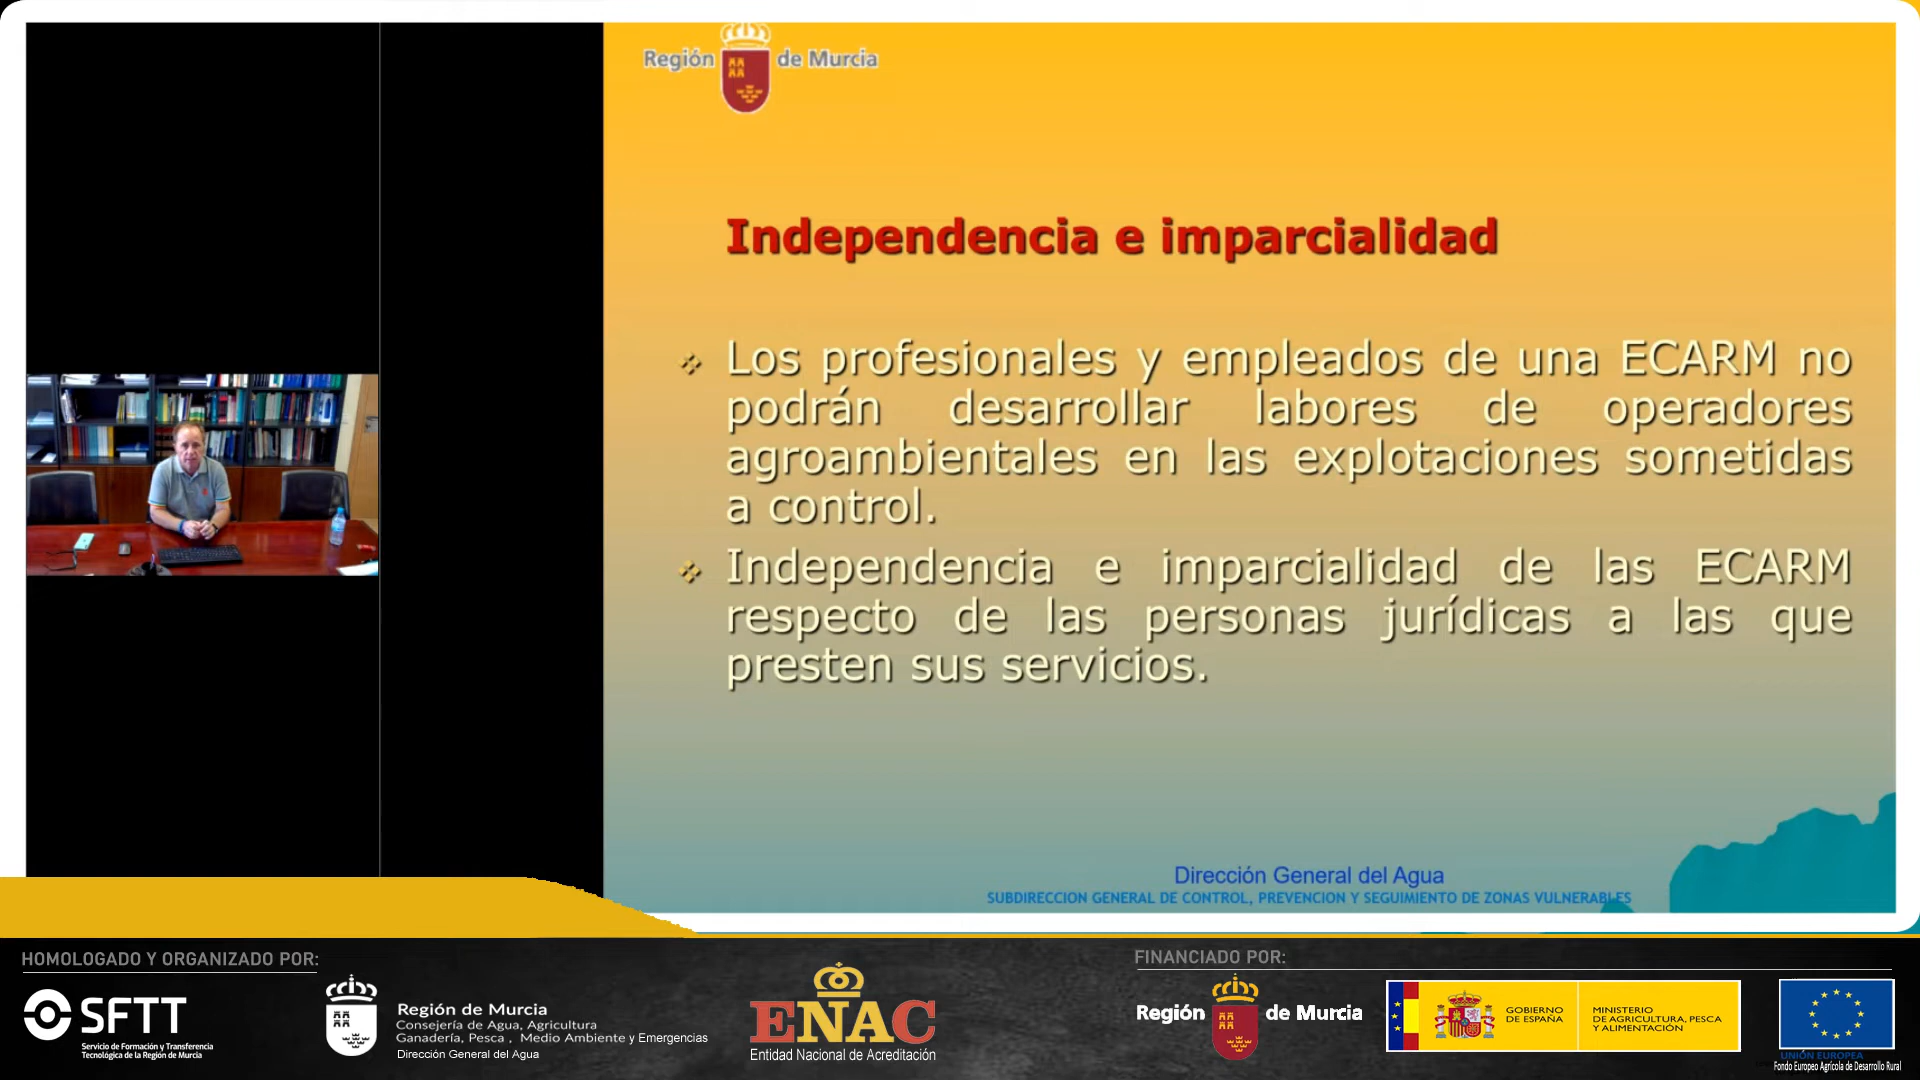 Región de Murcia
Independencia e imparcialidad
Los profesionales y empleados de una ECARM no
podrán desarrollar labores de operadores
agroambientales en las explotaciones sometidas
a control.
Independencia e imparcialidad de las ECARM
respecto de las personas jurídicas a las que
presten sus servicios.
Dirección General del Agua
SUBDIRECCION GENERAL DE CONTROL, PREVENCION Y SEGUIMIENTO DE ZONAS VULNERABLES
HOMOLOGADO Y ORGANIZADO POR:
SFTT
Servicio de Formación y Transferencia
Tecnológica de la Región de Murcia
Región de Murcia
Consejería de Agua, Agricultura
Ganadería, Pesca , Medio Ambiente y Emergencias
Dirección General del Agua
ENAC
Entidad Nacional de Acreditación
FINANCIADO POR:
Región de Murcia
GOBIERNO
DE ESPAÑA
MINISTERIO
DE AGRICULTURA, PESCA
Y ALIMENTACIÓN
UNIÓN EUROPEA
Fondo Europeo Agrícola de Desarrollo Rural